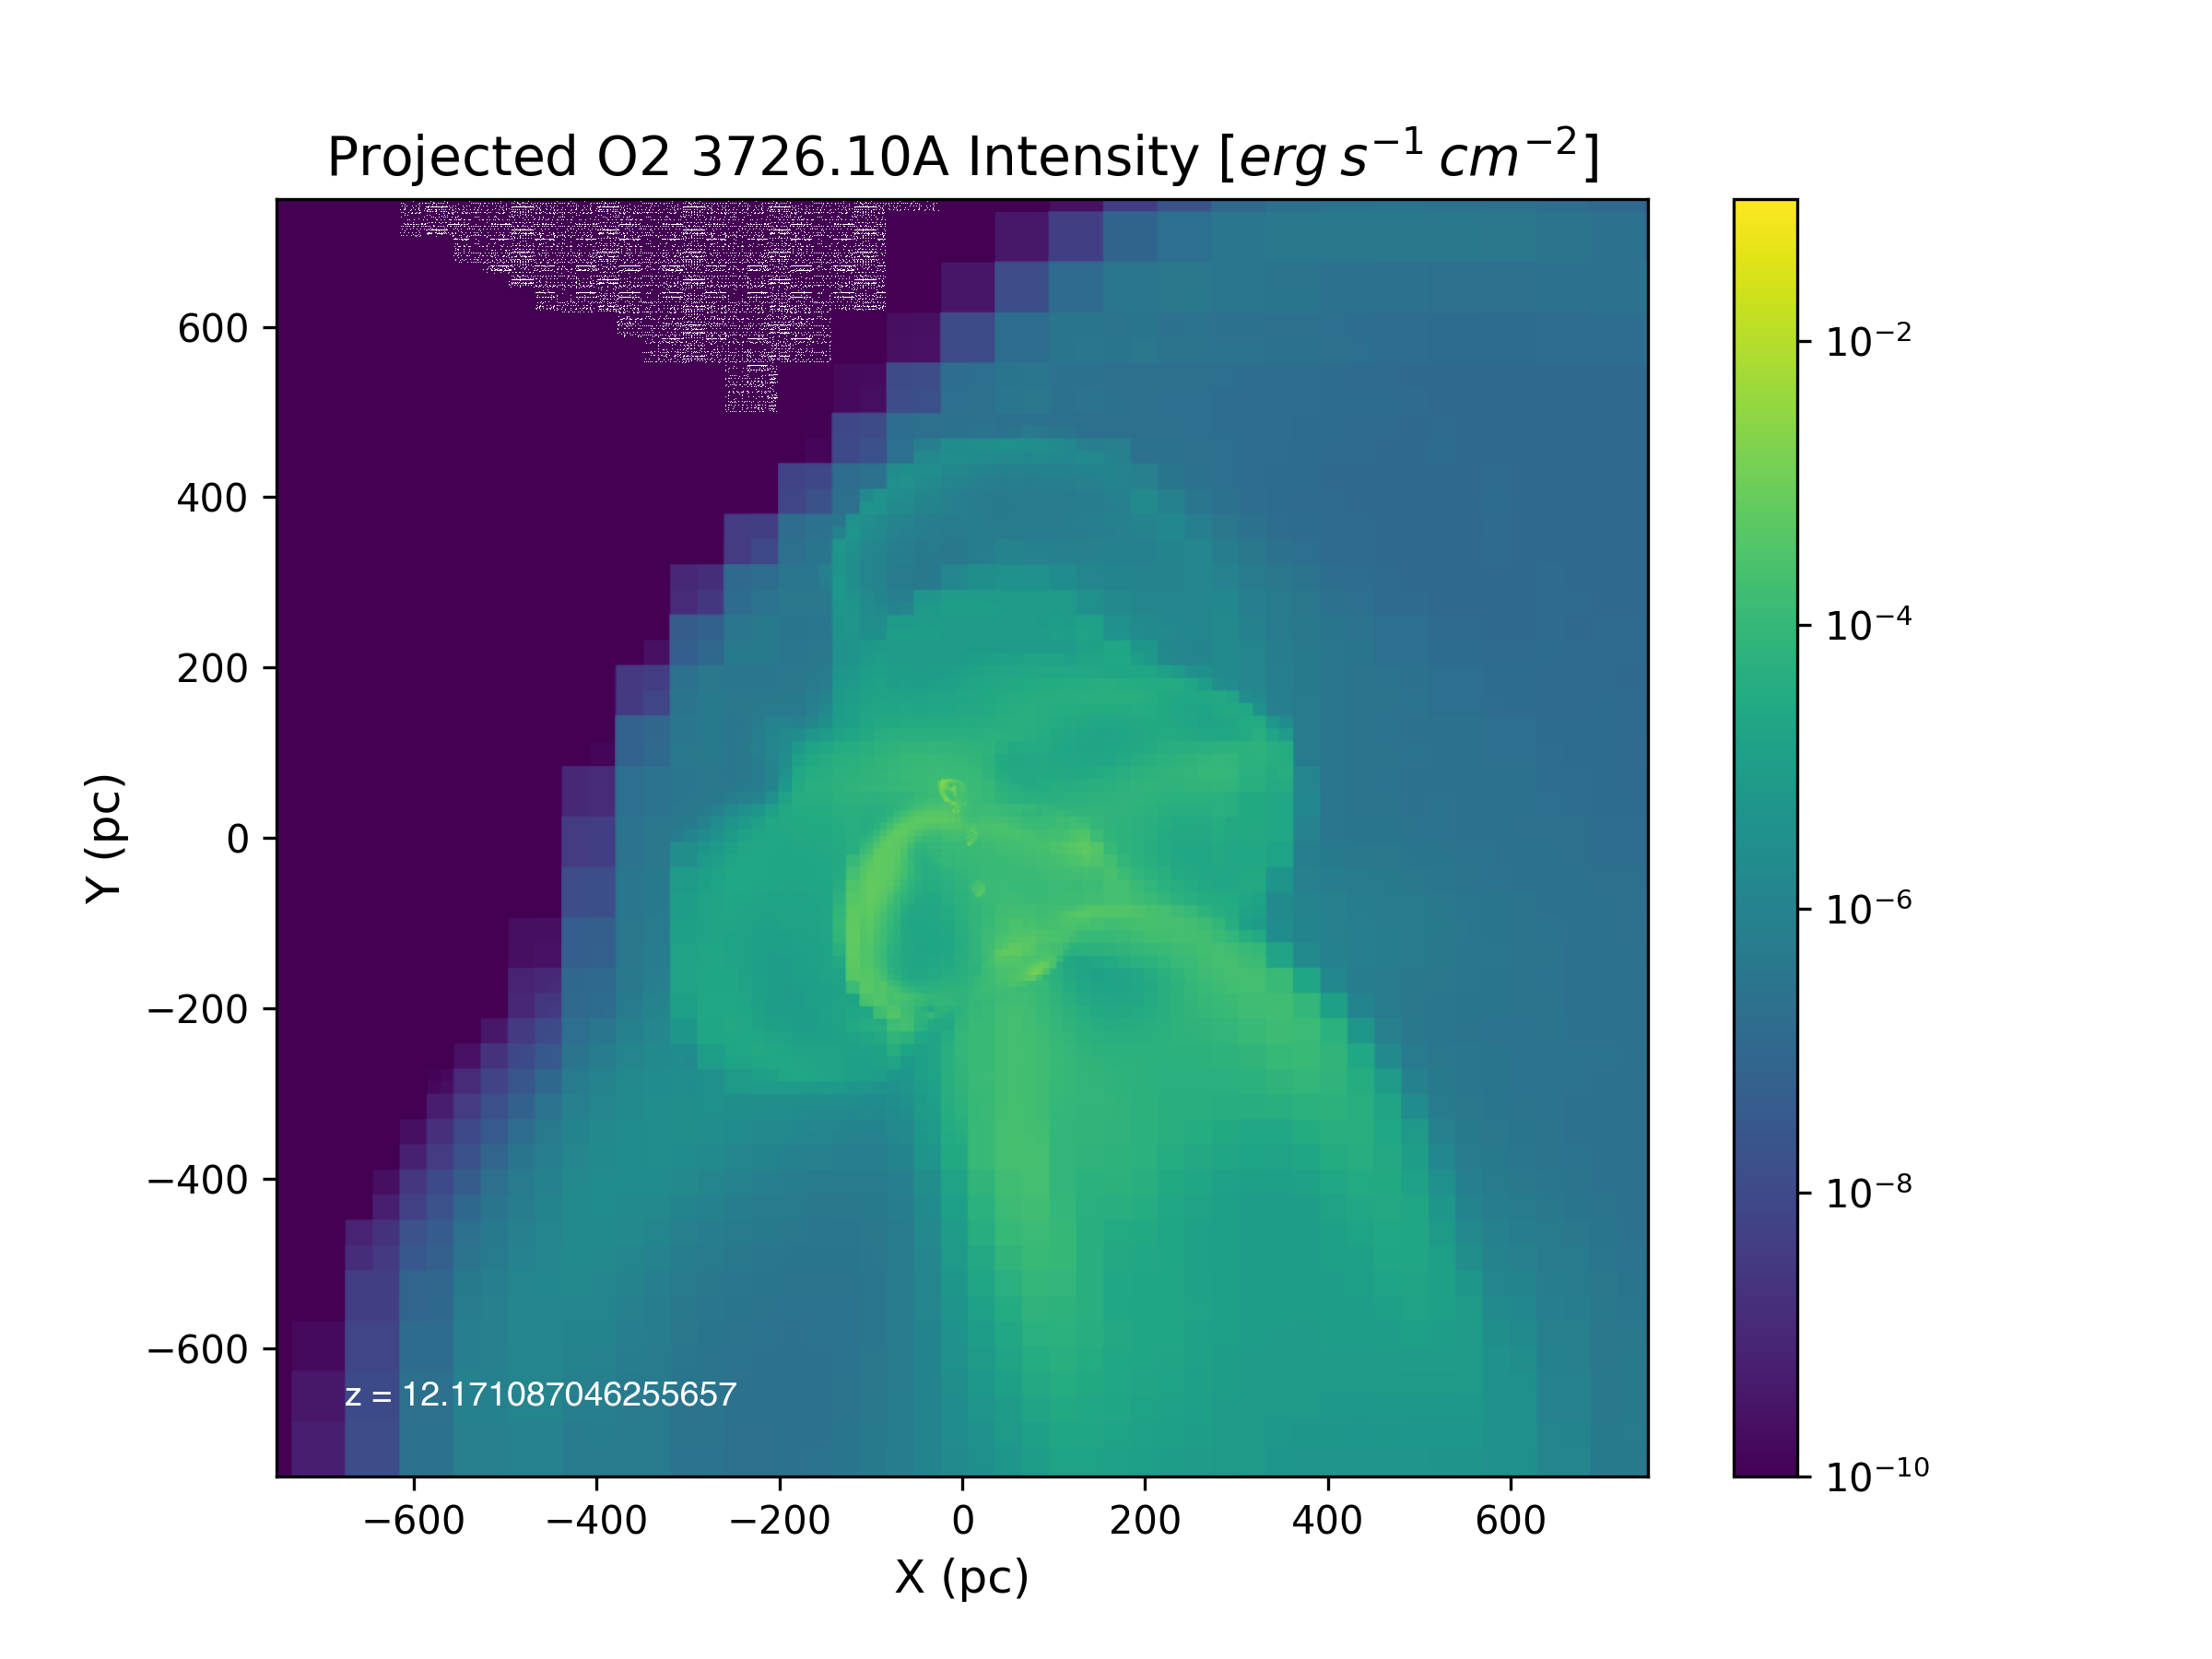 Projected O2 3726.10A Intensity [erg s⁻¹ cm⁻²]
600
400
200
0
−200
−400
−600
Y (pc)
z = 12.171087046255657
−600 −400 −200 0 200 400 600
X (pc)
10⁻²
10⁻⁴
10⁻⁶
10⁻⁸
10⁻¹⁰